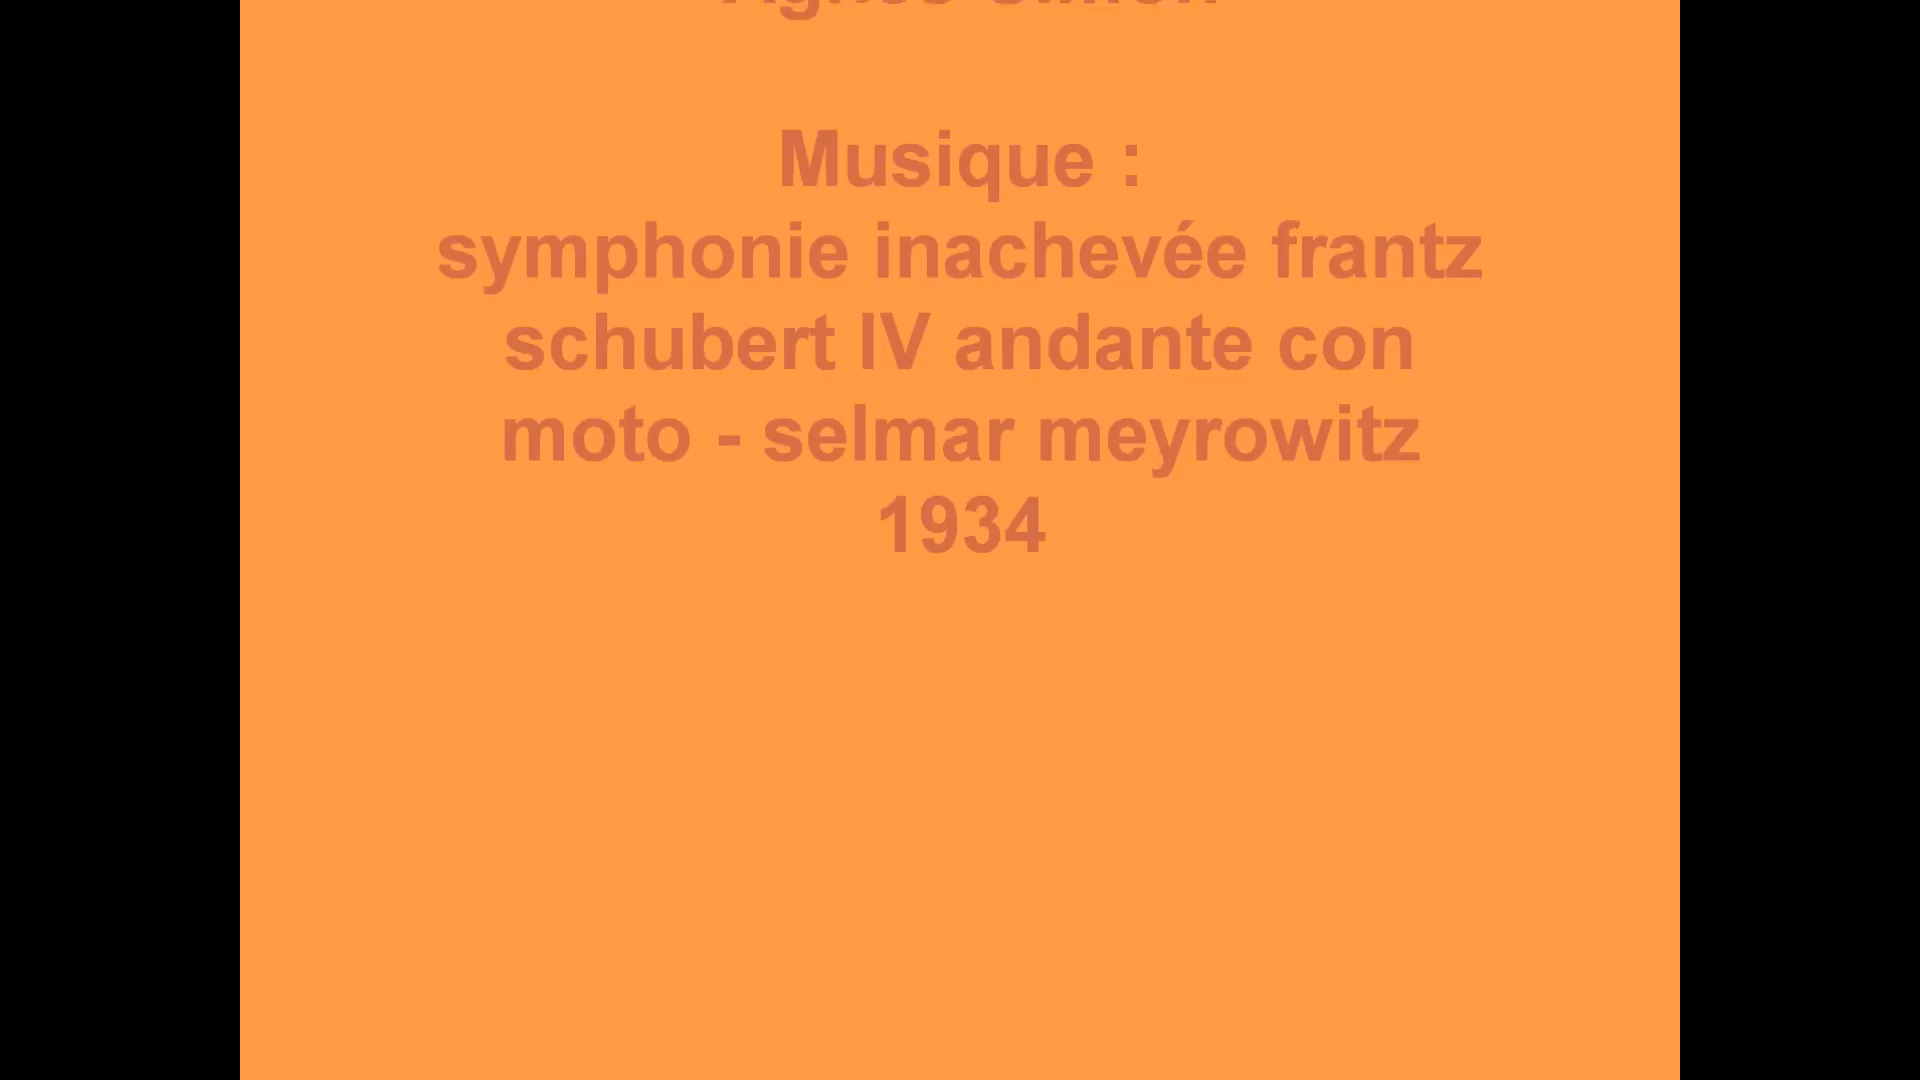 Musique :
symphonie inachevée frantz
schubert IV andante con
moto - selmar meyrowitz
1934